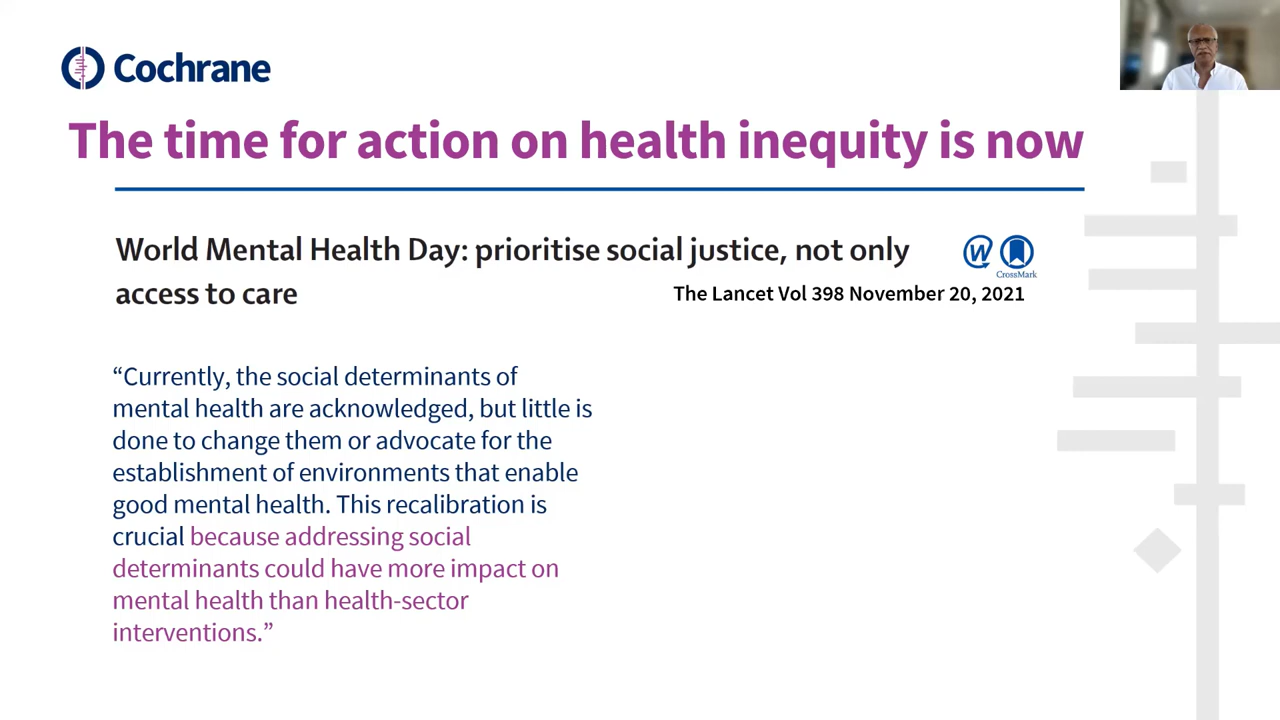 Cochrane
The time for action on health inequity is now
World Mental Health Day: prioritise social justice, not only
access to care
W
CrossMark
The Lancet Vol 398 November 20, 2021
“Currently, the social determinants of
mental health are acknowledged, but little is
done to change them or advocate for the
establishment of environments that enable
good mental health. This recalibration is
crucial because addressing social
determinants could have more impact on
mental health than health-sector
interventions.”